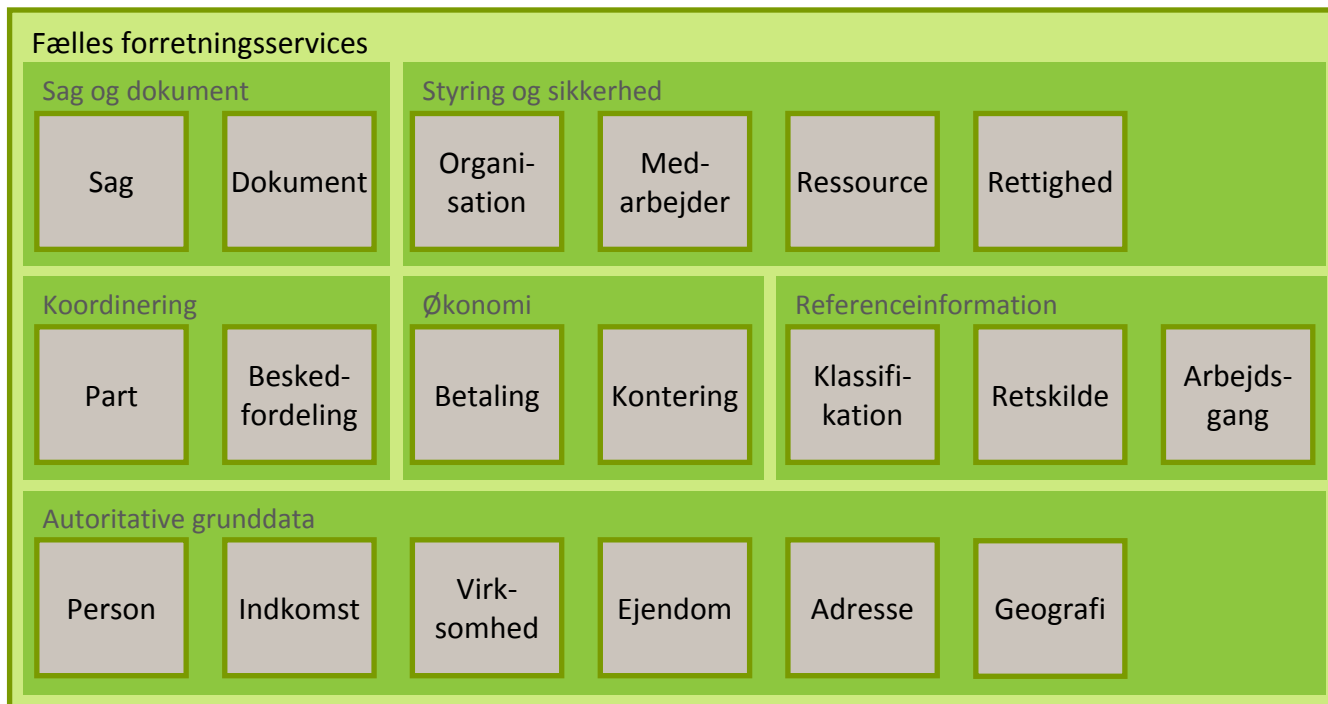 Fælles forretningsservices
Sag og dokument
Sag
Dokument
Styring og sikkerhed
Organi-
sation
Med-
arbejder
Ressource
Rettighed
Koordinering
Part
Besked-
fordeling
Økonomi
Betaling
Kontering
Referenceinformation
Klassifi-
kation
Retskilde
Arbejds-
gang
Autoritative grunddata
Person
Indkomst
Virk-
somhed
Ejendom
Adresse
Geografi